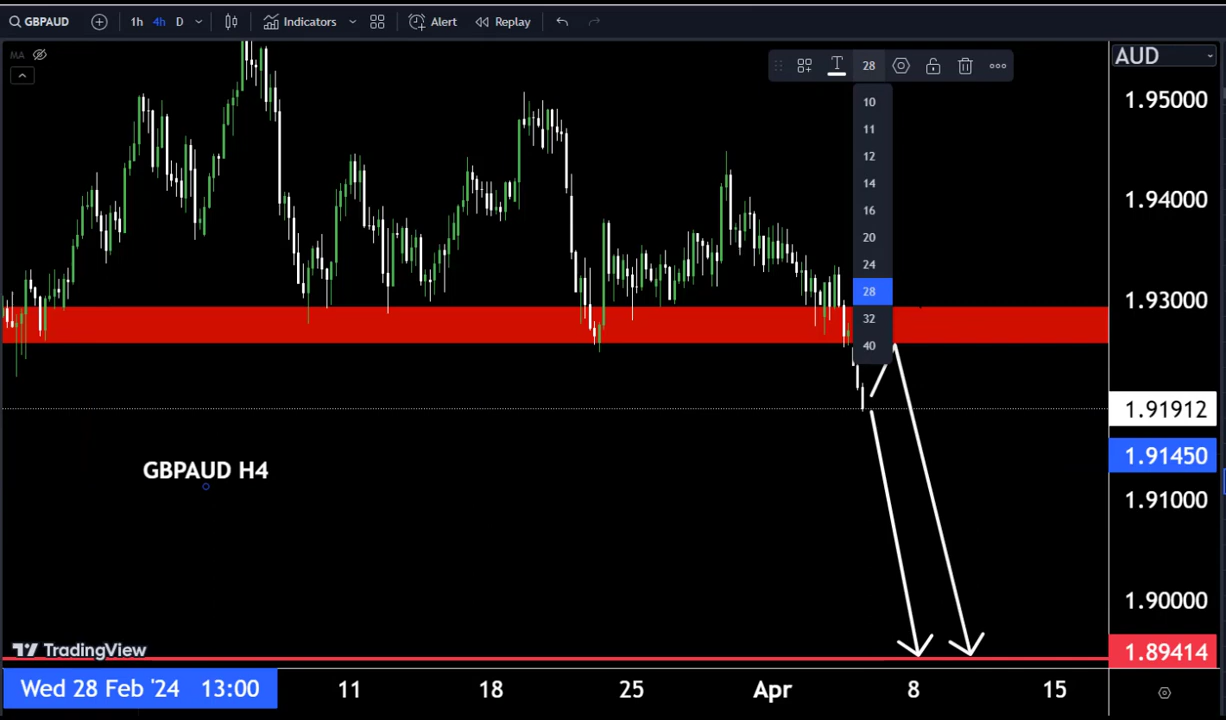 GBPAUD 1h 4h D Indicators Alert Replay
MA
T 28
AUD
10
11
12
14
16
20
24
28
32
40
1.95000
1.94000
1.93000
1.91912
1.91450
1.91000
1.90000
1.89414
GBPAUD H4
TradingView
Wed 28 Feb '24 13:00 11 18 25 Apr 8 15